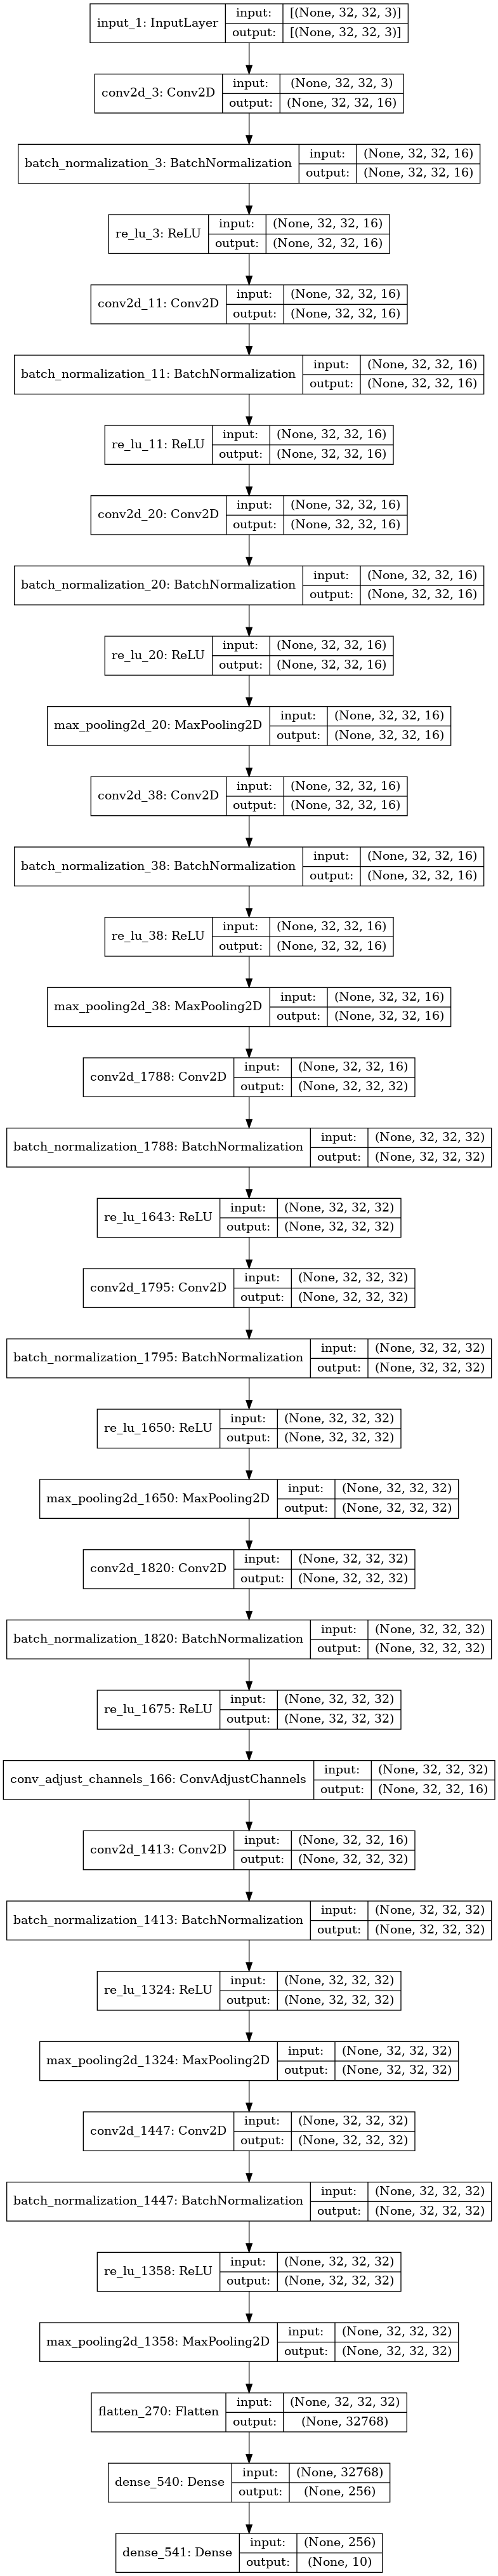 input_1: InputLayer
input: [(None, 32, 32, 3)]
output: [(None, 32, 32, 3)]
conv2d_3: Conv2D
input: (None, 32, 32, 3)
output: (None, 32, 32, 16)
batch_normalization_3: BatchNormalization
input: (None, 32, 32, 16)
output: (None, 32, 32, 16)
re_lu_3: ReLU
input: (None, 32, 32, 16)
output: (None, 32, 32, 16)
conv2d_11: Conv2D
input: (None, 32, 32, 16)
output: (None, 32, 32, 16)
batch_normalization_11: BatchNormalization
input: (None, 32, 32, 16)
output: (None, 32, 32, 16)
re_lu_11: ReLU
input: (None, 32, 32, 16)
output: (None, 32, 32, 16)
conv2d_20: Conv2D
input: (None, 32, 32, 16)
output: (None, 32, 32, 16)
batch_normalization_20: BatchNormalization
input: (None, 32, 32, 16)
output: (None, 32, 32, 16)
re_lu_20: ReLU
input: (None, 32, 32, 16)
output: (None, 32, 32, 16)
max_pooling2d_20: MaxPooling2D
input: (None, 32, 32, 16)
output: (None, 32, 32, 16)
conv2d_38: Conv2D
input: (None, 32, 32, 16)
output: (None, 32, 32, 16)
batch_normalization_38: BatchNormalization
input: (None, 32, 32, 16)
output: (None, 32, 32, 16)
re_lu_38: ReLU
input: (None, 32, 32, 16)
output: (None, 32, 32, 16)
max_pooling2d_38: MaxPooling2D
input: (None, 32, 32, 16)
output: (None, 32, 32, 16)
conv2d_1788: Conv2D
input: (None, 32, 32, 16)
output: (None, 32, 32, 32)
batch_normalization_1788: BatchNormalization
input: (None, 32, 32, 32)
output: (None, 32, 32, 32)
re_lu_1643: ReLU
input: (None, 32, 32, 32)
output: (None, 32, 32, 32)
conv2d_1795: Conv2D
input: (None, 32, 32, 32)
output: (None, 32, 32, 32)
batch_normalization_1795: BatchNormalization
input: (None, 32, 32, 32)
output: (None, 32, 32, 32)
re_lu_1650: ReLU
input: (None, 32, 32, 32)
output: (None, 32, 32, 32)
max_pooling2d_1650: MaxPooling2D
input: (None, 32, 32, 32)
output: (None, 32, 32, 32)
conv2d_1820: Conv2D
input: (None, 32, 32, 32)
output: (None, 32, 32, 32)
batch_normalization_1820: BatchNormalization
input: (None, 32, 32, 32)
output: (None, 32, 32, 32)
re_lu_1675: ReLU
input: (None, 32, 32, 32)
output: (None, 32, 32, 32)
conv_adjust_channels_166: ConvAdjustChannels
input: (None, 32, 32, 32)
output: (None, 32, 32, 16)
conv2d_1413: Conv2D
input: (None, 32, 32, 16)
output: (None, 32, 32, 32)
batch_normalization_1413: BatchNormalization
input: (None, 32, 32, 32)
output: (None, 32, 32, 32)
re_lu_1324: ReLU
input: (None, 32, 32, 32)
output: (None, 32, 32, 32)
max_pooling2d_1324: MaxPooling2D
input: (None, 32, 32, 32)
output: (None, 32, 32, 32)
conv2d_1447: Conv2D
input: (None, 32, 32, 32)
output: (None, 32, 32, 32)
batch_normalization_1447: BatchNormalization
input: (None, 32, 32, 32)
output: (None, 32, 32, 32)
re_lu_1358: ReLU
input: (None, 32, 32, 32)
output: (None, 32, 32, 32)
max_pooling2d_1358: MaxPooling2D
input: (None, 32, 32, 32)
output: (None, 32, 32, 32)
flatten_270: Flatten
input: (None, 32, 32, 32)
output: (None, 32768)
dense_540: Dense
input: (None, 32768)
output: (None, 256)
dense_541: Dense
input: (None, 256)
output: (None, 10)